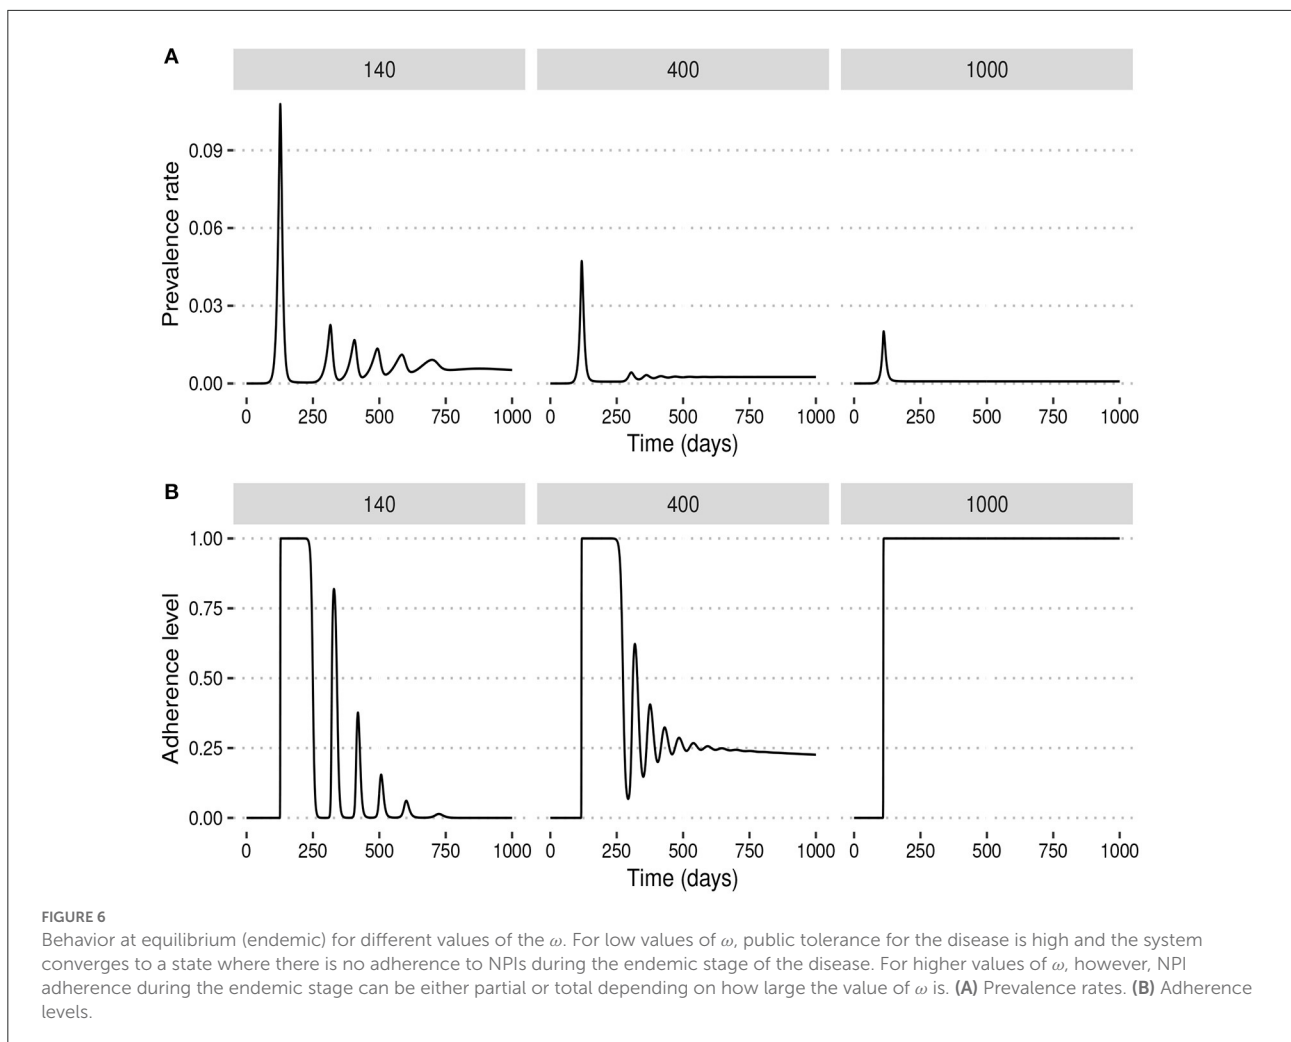 A
140 400 1000
Prevalence rate
0.09
0.06
0.03
0.00
0 250 500 750 1000 0 250 500 750 1000 0 250 500 750 1000
Time (days)
B
140 400 1000
Adherence level
1.00
0.75
0.50
0.25
0.00
0 250 500 750 1000 0 250 500 750 1000 0 250 500 750 1000
Time (days)
FIGURE 6
Behavior at equilibrium (endemic) for different values of the ω. For low values of ω, public tolerance for the disease is high and the system
converges to a state where there is no adherence to NPIs during the endemic stage of the disease. For higher values of ω, however, NPI
adherence during the endemic stage can be either partial or total depending on how large the value of ω is. (A) Prevalence rates. (B) Adherence
levels.